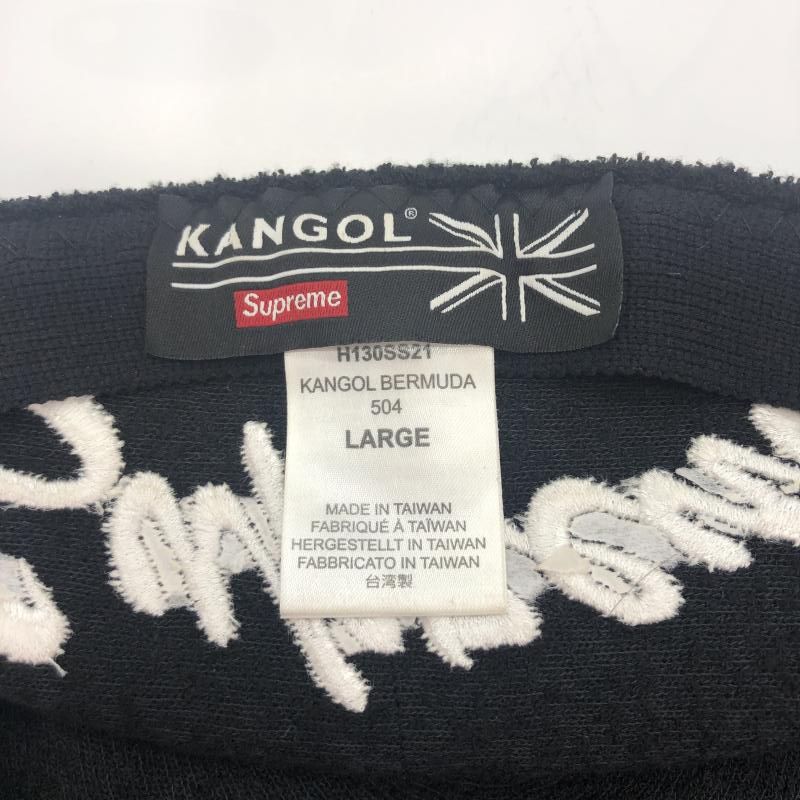 KANGOL®
Supreme
H130SS21
KANGOL BERMUDA
504
LARGE
MADE IN TAIWAN
FABRIQUÉ À TAÏWAN
HERGESTELLT IN TAIWAN
FABBRICATO IN TAIWAN
台湾製